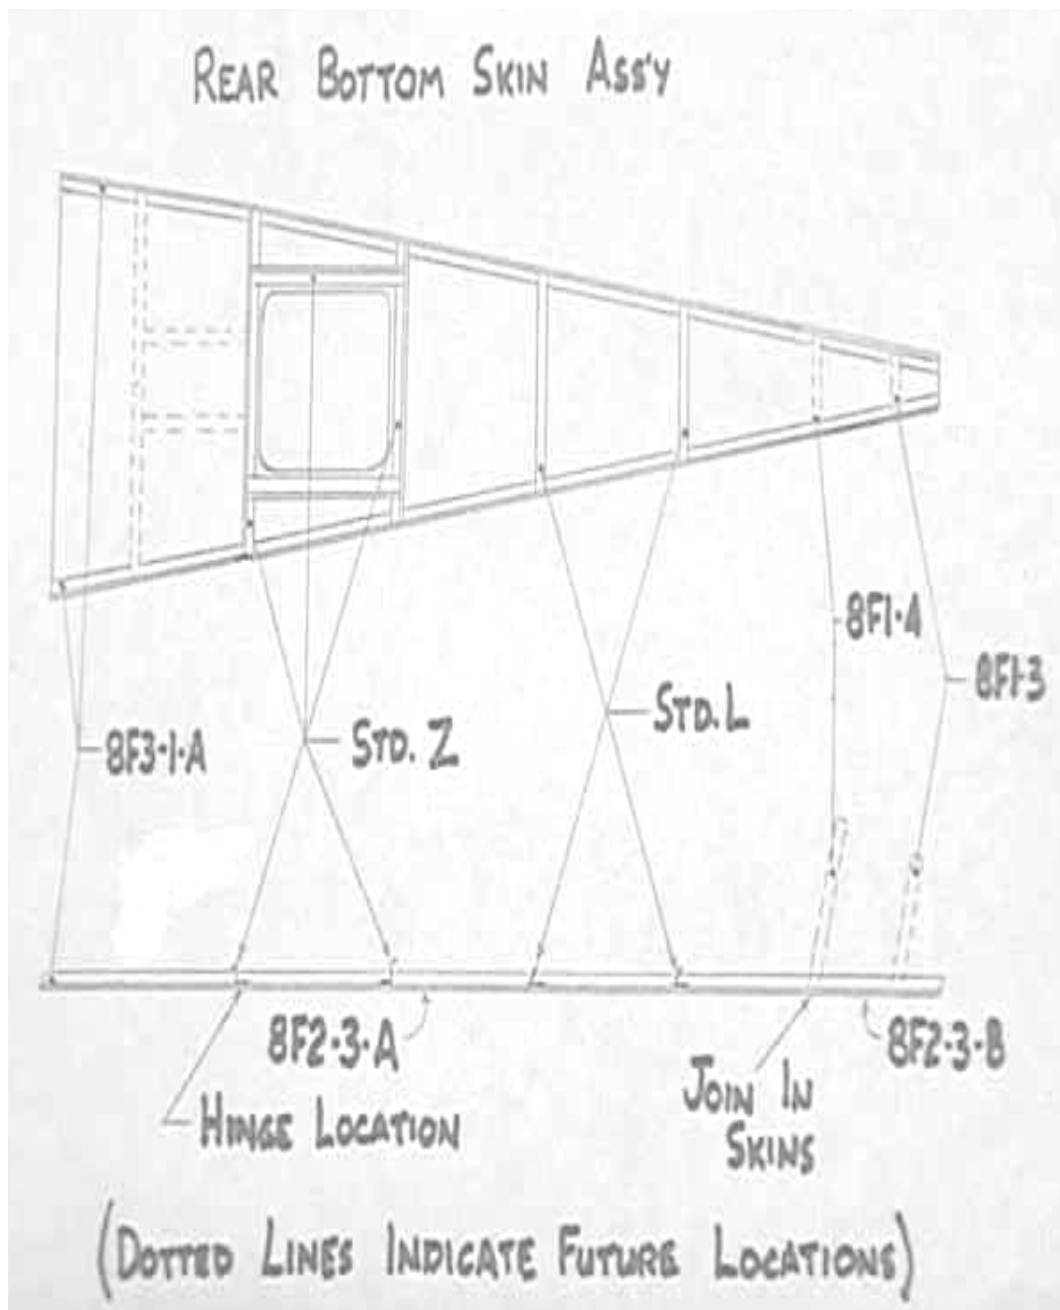 REAR BOTTOM SKIN ASS'Y
8F1·4
8F1·3
STD. L
8F3·1·A
STD. Z
8F2·3·A
8F2·3·B
JOIN IN
SKINS
HINGE LOCATION
(DOTTED LINES INDICATE FUTURE LOCATIONS)